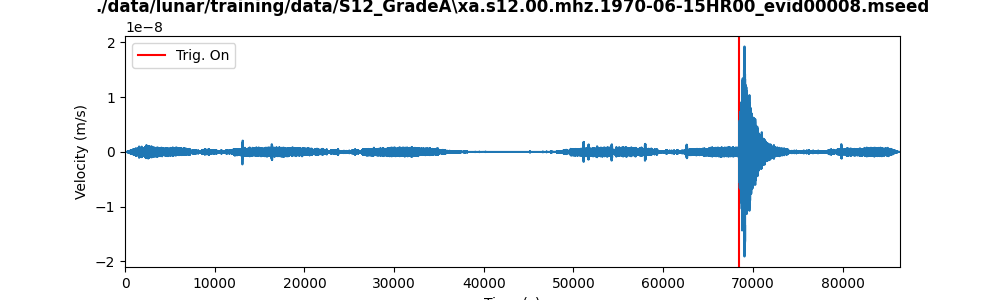 ./data/lunar/training/data/S12_GradeA\xa.s12.00.mhz.1970-06-15HR00_evid00008.mseed
1e−8
Trig. On
2
1
0
−1
−2
Velocity (m/s)
0 10000 20000 30000 40000 50000 60000 70000 80000
Time (s)